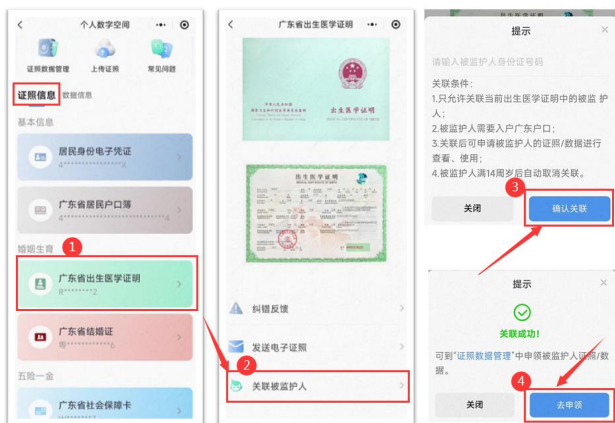 个人数字空间
证照数据管理
上传证照
常见问题
证照信息
数据信息
基本信息
居民身份电子凭证
4****************X
广东省居民户口簿
4****************4
婚姻生育
1
广东省出生医学证明
R********2
广东省结婚证
粤************6
五险一金
广东省社会保障卡
广东省出生医学证明
出生医学证明
出生医学证明
纠错反馈
发送电子证照
2
关联被监护人
提示
请输入被监护人身份证号码
关联条件：
1.只允许关联当前出生医学证明中的被监 护
人；
2.被监护人需要入户广东户口；
3.关联后可申请被监护人的证照/数据进行
查看、使用；
4.被监护人满14周岁后自动取消关联。
3
关闭
确认关联
提示
关联成功！
可到“证照数据管理”中申领被监护人证照/数
据。
4
关闭
去申领